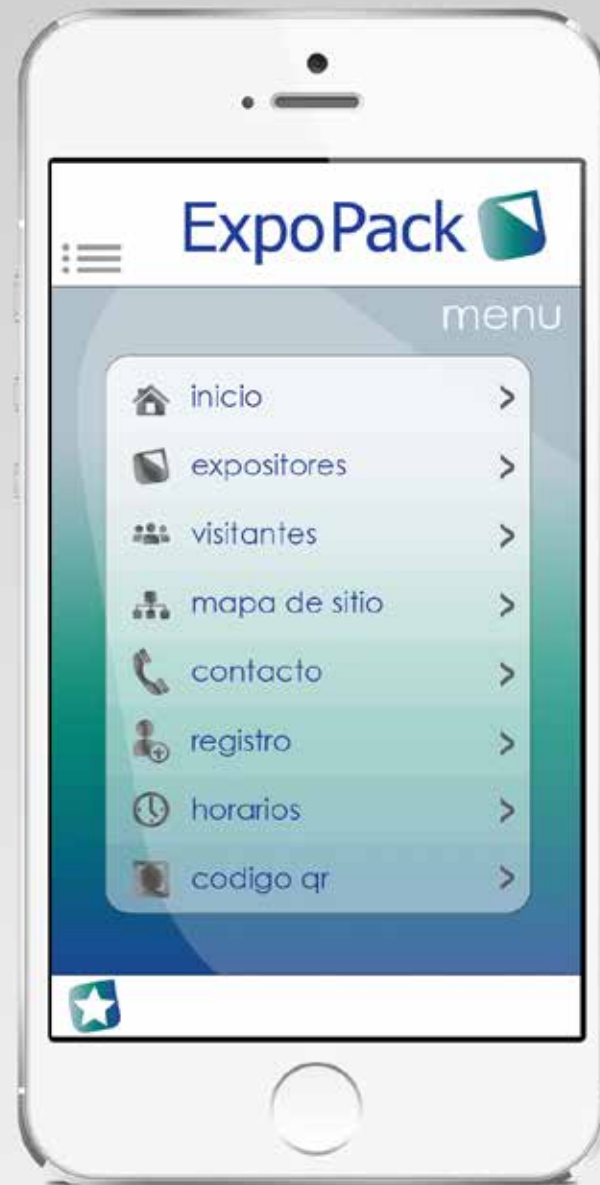 ExpoPack
menu
inicio
expositores
visitantes
mapa de sitio
contacto
registro
horarios
codigo qr